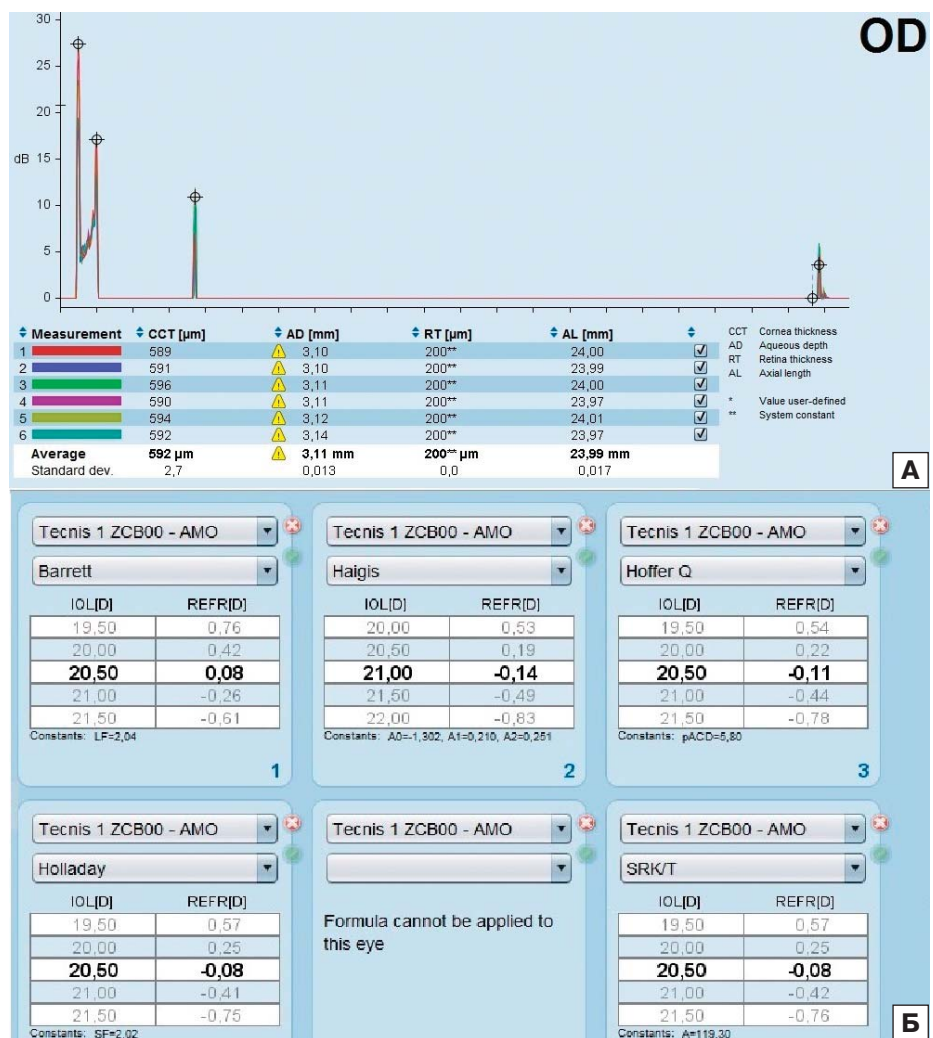 OD
30
25
20
dB 15
10
5
0
Measurement CCT [µm] AD [mm] RT [µm] AL [mm]
1 589 3,10 200** 24,00
2 591 3,10 200** 23,99
3 596 3,11 200** 24,00
4 590 3,11 200** 23,97
5 594 3,12 200** 24,01
6 592 3,14 200** 23,97
Average 592 µm 3,11 mm 200** µm 23,99 mm
Standard dev. 2,7 0,013 0,0 0,017
CCT Cornea thickness
AD Aqueous depth
RT Retina thickness
AL Axial length
* Value user-defined
** System constant
А
Tecnis 1 ZCB00 - AMO
Barrett
IOL[D] REFR[D]
19,50 0,76
20,00 0,42
20,50 0,08
21,00 -0,26
21,50 -0,61
Constants: LF=2,04
1
Tecnis 1 ZCB00 - AMO
Haigis
IOL[D] REFR[D]
20,00 0,53
20,50 0,19
21,00 -0,14
21,50 -0,49
22,00 -0,83
Constants: A0=-1,302, A1=0,210, A2=0,251
2
Tecnis 1 ZCB00 - AMO
Hoffer Q
IOL[D] REFR[D]
19,50 0,54
20,00 0,22
20,50 -0,11
21,00 -0,44
21,50 -0,78
Constants: pACD=5,80
3
Tecnis 1 ZCB00 - AMO
Holladay
IOL[D] REFR[D]
19,50 0,57
20,00 0,25
20,50 -0,08
21,00 -0,41
21,50 -0,75
Constants: SF=2,02
Tecnis 1 ZCB00 - AMO
Formula cannot be applied to
this eye
Tecnis 1 ZCB00 - AMO
SRK/T
IOL[D] REFR[D]
19,50 0,57
20,00 0,25
20,50 -0,08
21,00 -0,42
21,50 -0,76
Constants: A=119,30
Б